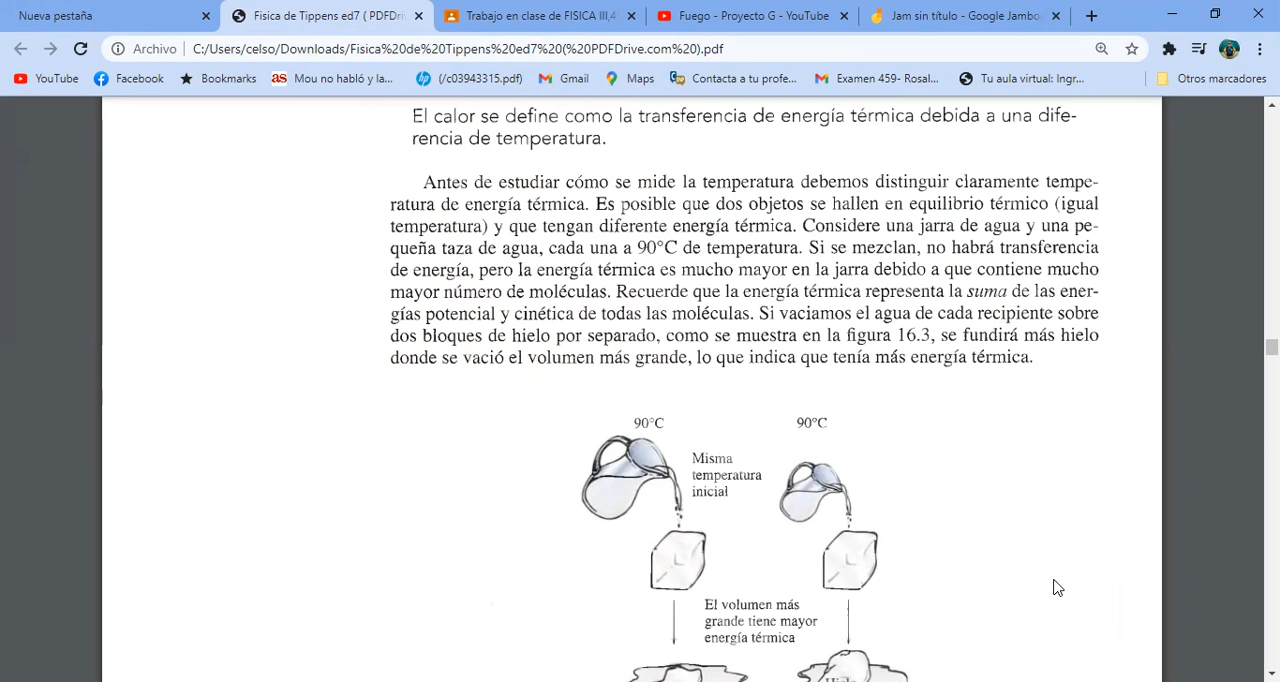 Nueva pestaña
Fisica de Tippens ed7 ( PDFDri
Trabajo en clase de FISICA III,4
Fuego - Proyecto G - YouTube
Jam sin título - Google Jambo
Archivo
C:/Users/celso/Downloads/Fisica%20de%20Tippens%20ed7%20(%20PDFDrive.com%20).pdf
YouTube
Facebook
Bookmarks
as Mou no habló y la...
hp (/c03943315.pdf)
Gmail
Maps
Contacta a tu profe...
Examen 459- Rosal...
Tu aula virtual: Ingr...
Otros marcadores
El calor se define como la transferencia de energía térmica debida a una dife-
rencia de temperatura.
Antes de estudiar cómo se mide la temperatura debemos distinguir claramente tempe-
ratura de energía térmica. Es posible que dos objetos se hallen en equilibrio térmico (igual
temperatura) y que tengan diferente energía térmica. Considere una jarra de agua y una pe-
queña taza de agua, cada una a 90°C de temperatura. Si se mezclan, no habrá transferencia
de energía, pero la energía térmica es mucho mayor en la jarra debido a que contiene mucho
mayor número de moléculas. Recuerde que la energía térmica representa la suma de las ener-
gías potencial y cinética de todas las moléculas. Si vaciamos el agua de cada recipiente sobre
dos bloques de hielo por separado, como se muestra en la figura 16.3, se fundirá más hielo
donde se vació el volumen más grande, lo que indica que tenía más energía térmica.
90°C
90°C
Misma
temperatura
inicial
El volumen más
grande tiene mayor
energía térmica